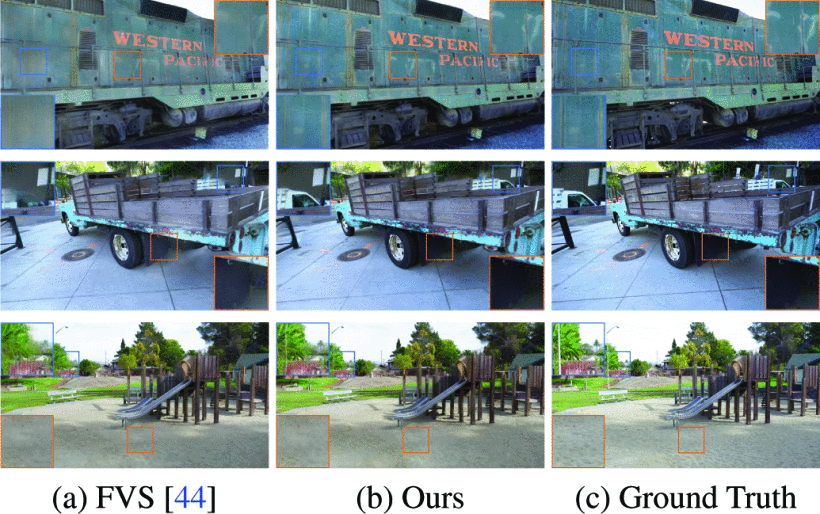 WESTERN
PACIFIC
WESTERN
PACIFIC
WESTERN
PACIFIC
(a) FVS [44]
(b) Ours
(c) Ground Truth